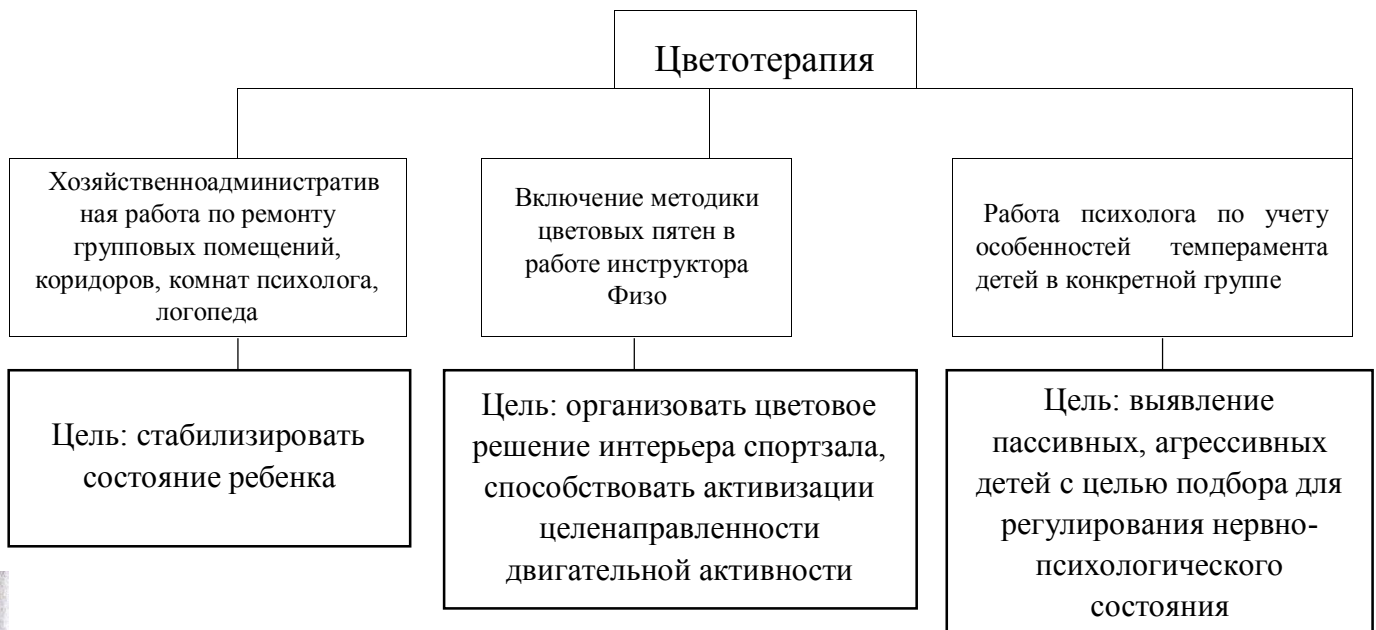 Цветотерапия
Хозяйственноадминистратив
ная работа по ремонту
групповых помещений,
коридоров, комнат психолога,
логопеда
Включение методики
цветовых пятен в
работе инструктора
Физо
Работа психолога по учету
особенностей темперамента
детей в конкретной группе
Цель: стабилизировать
состояние ребенка
Цель: организовать цветовое
решение интерьера спортзала,
способствовать активизации
целенаправленности
двигательной активности
Цель: выявление
пассивных, агрессивных
детей с целью подбора для
регулирования нервно-
психологического
состояния